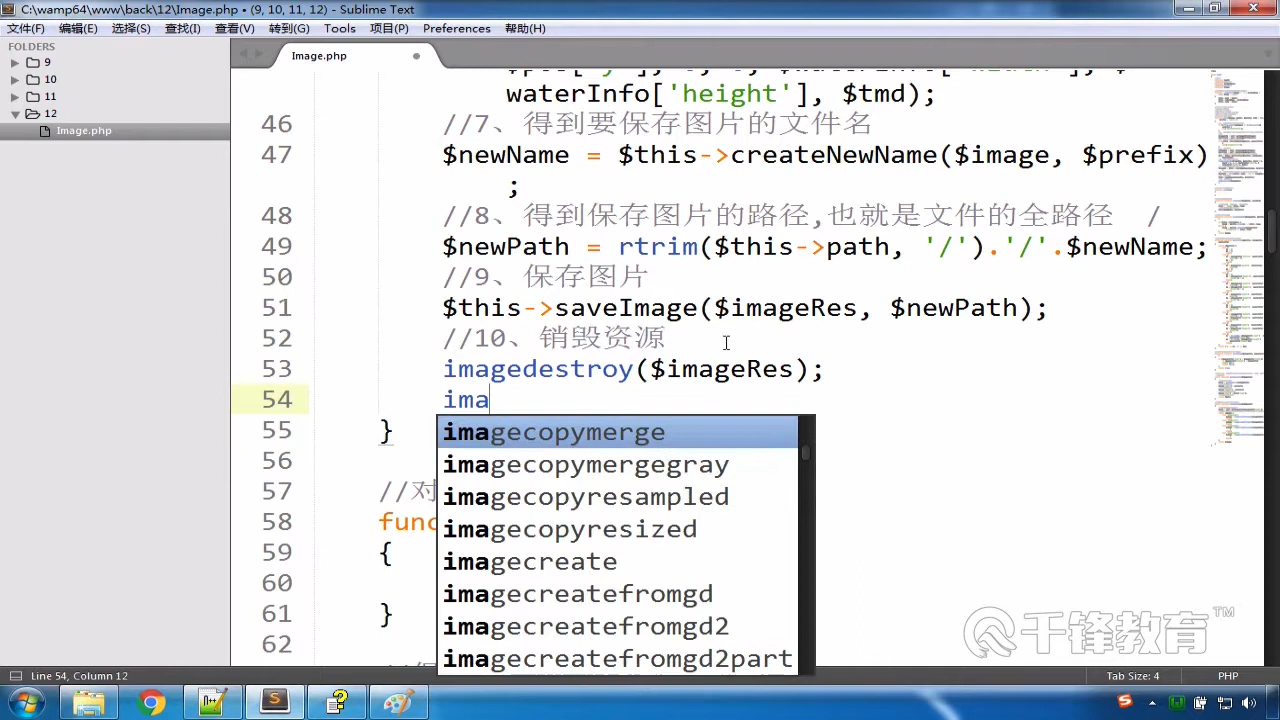 C:\wamp64\www\back\12\Image.php • (9, 10, 11, 12) - Sublime Text
文件(F) 编辑(E) 选择(S) 查找(I) 查看(V) 转到(G) Tools 项目(P) Preferences 帮助(H)
FOLDERS
9
10
11
12
Image.php
Image.php
waterInfo['height'], $tmd);
46 //7、得到要保存图片的文件名
47 $newName = $this->createNewName($image, $prefix)
;
48 //8、得到保存图片的路径 也就是文件的全路径 /
49 $newPath = rtrim($this->path, '/').'/'.$newName;
50 //9、保存图片
51 $this->saveImage($imageRes, $newPath);
52 //10、销毁资源
53 imagedestroy($imageRes);
54 ima
55 }
imagecopymerge
56
imagecopymergegray
57 //对
imagecopyresampled
58 func
imagecopyresized
59 {
imagecreate
60
imagecreatefromgd
61 }
imagecreatefromgd2
62
imagecreatefromgd2part
千锋教育™
Line 54, Column 12
Tab Size: 4
PHP